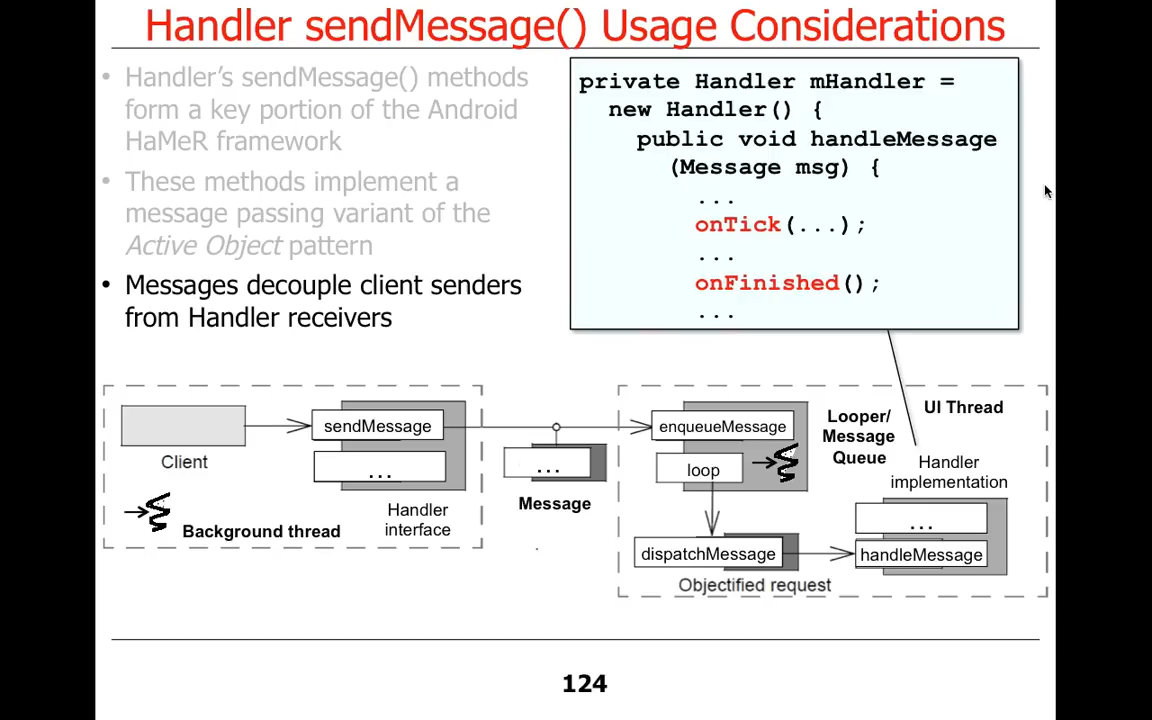 Handler sendMessage() Usage Considerations
• Handler's sendMessage() methods
form a key portion of the Android
HaMeR framework
• These methods implement a
message passing variant of the
Active Object pattern
• Messages decouple client senders
from Handler receivers
private Handler mHandler =
new Handler() {
public void handleMessage
(Message msg) {
...
onTick(...);
...
onFinished();
...
Client
Background thread
sendMessage
...
Handler
interface
...
Message
enqueueMessage
loop
Looper/
Message
Queue
UI Thread
Handler
implementation
...
dispatchMessage
handleMessage
Objectified request
124